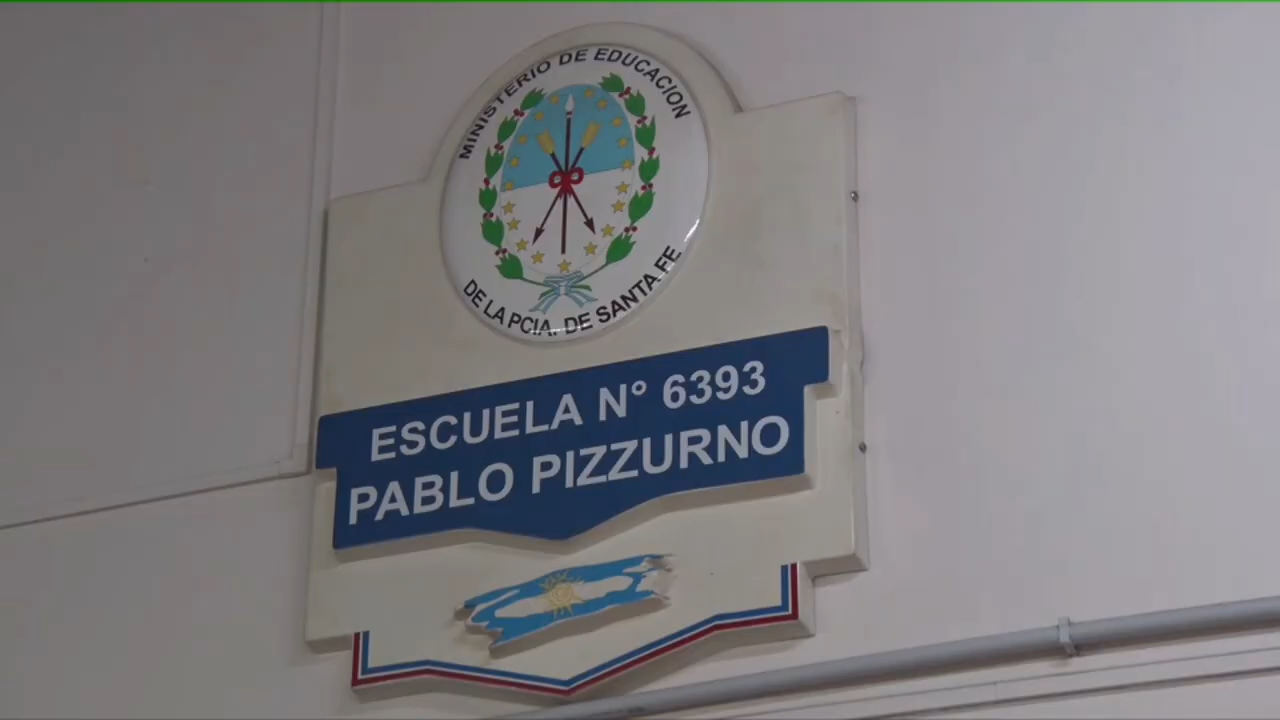 MINISTERIO DE EDUCACION
DE LA PCIA. DE SANTA FE
ESCUELA N° 6393
PABLO PIZZURNO